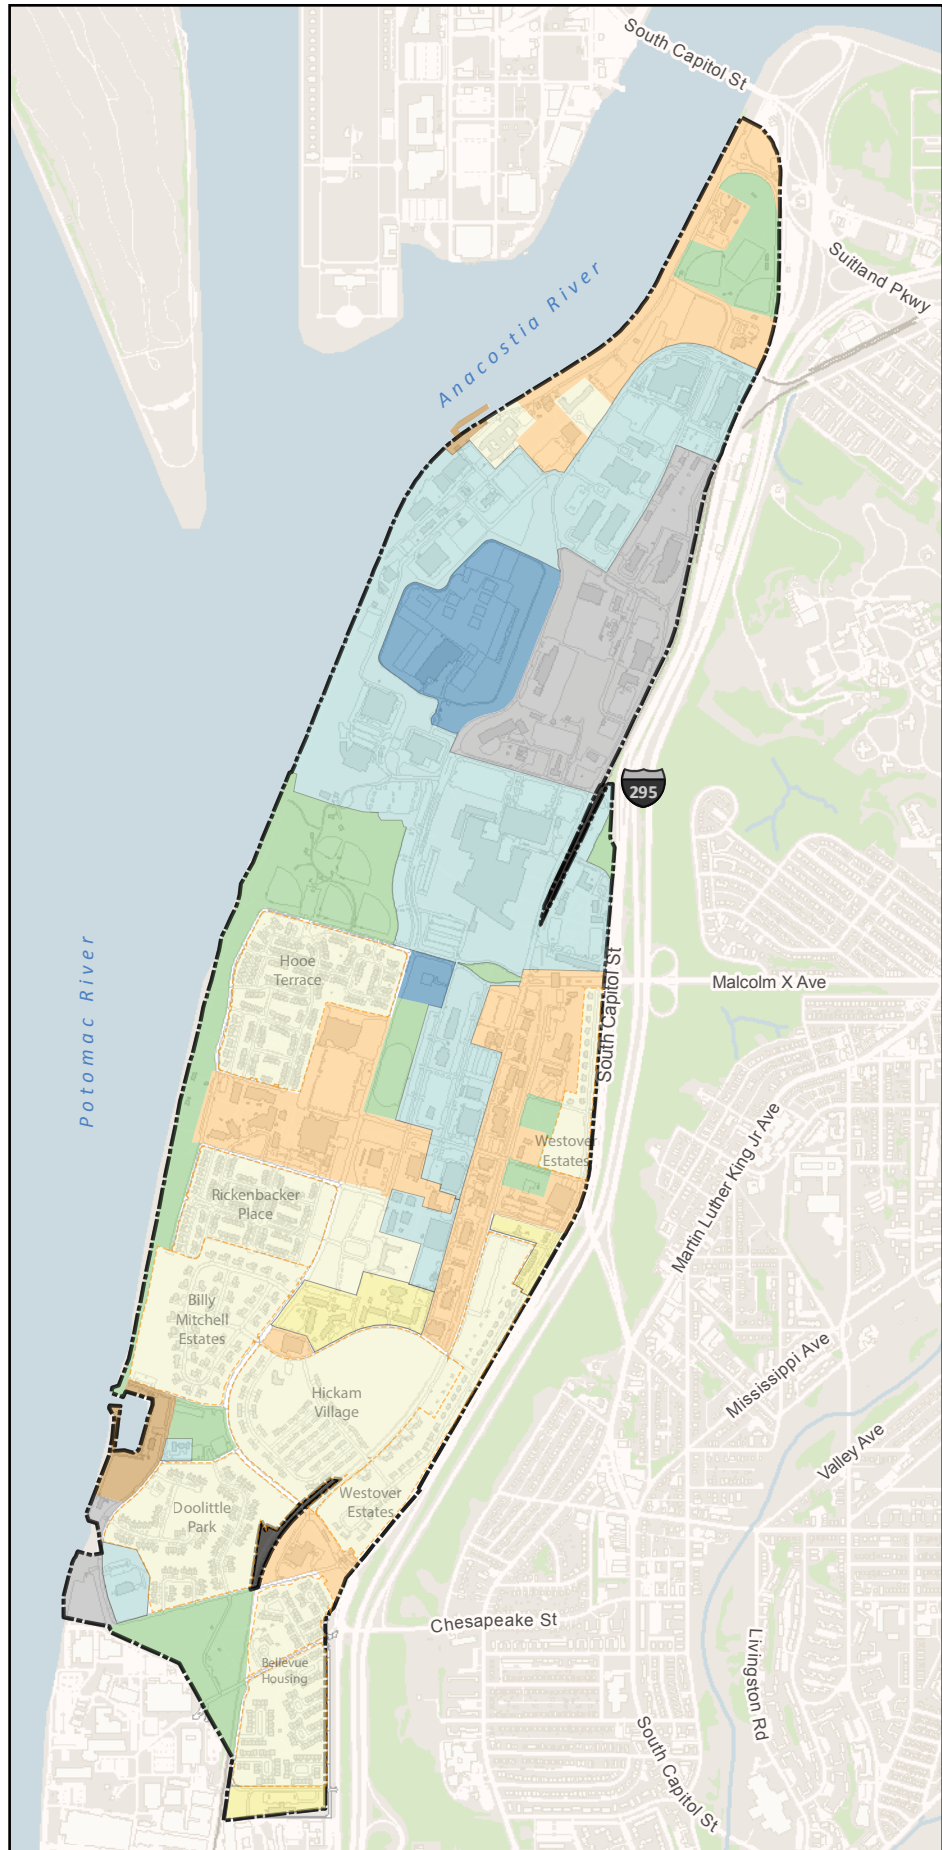 South Capitol St
Suitland Pkwy
Anacostia River
295
Potomac River
Hooe
Terrace
South Capitol St
Malcolm X Ave
Westover
Estates
Martin Luther King Jr Ave
Rickenbacker
Place
Billy
Mitchell
Estates
Mississippi Ave
Hickam
Village
Valley Ave
Doolittle
Park
Westover
Estates
Chesapeake St
Livingston Rd
Bellevue
Housing
South Capitol St